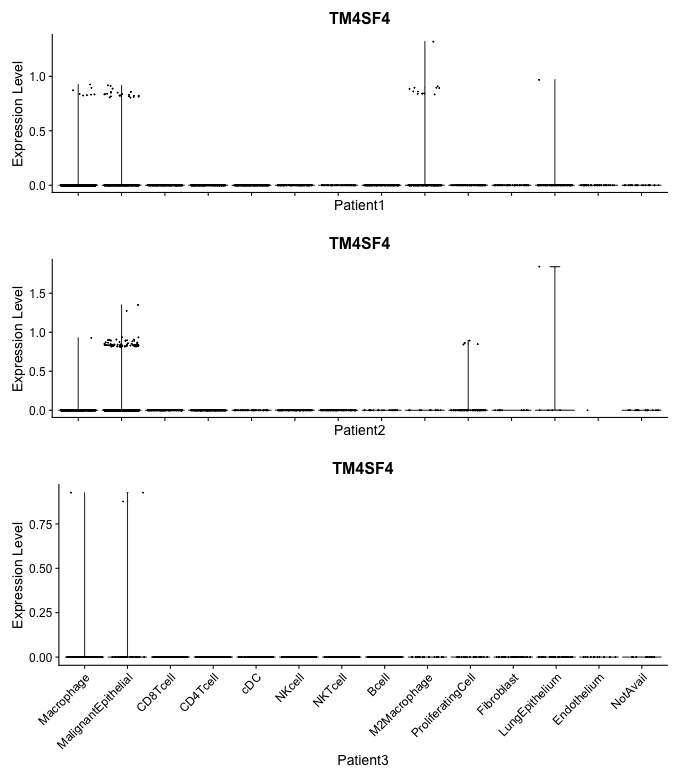 TM4SF4
Expression Level
1.0
0.5
0.0
Patient1
TM4SF4
Expression Level
1.5
1.0
0.5
0.0
Patient2
TM4SF4
Expression Level
0.75
0.50
0.25
0.00
Macrophage
MalignantEpithelial
CD8Tcell
CD4Tcell
cDC
NKcell
NKTcell
Bcell
M2Macrophage
ProliferatingCell
Fibroblast
LungEpithelium
Endothelium
NotAvail
Patient3